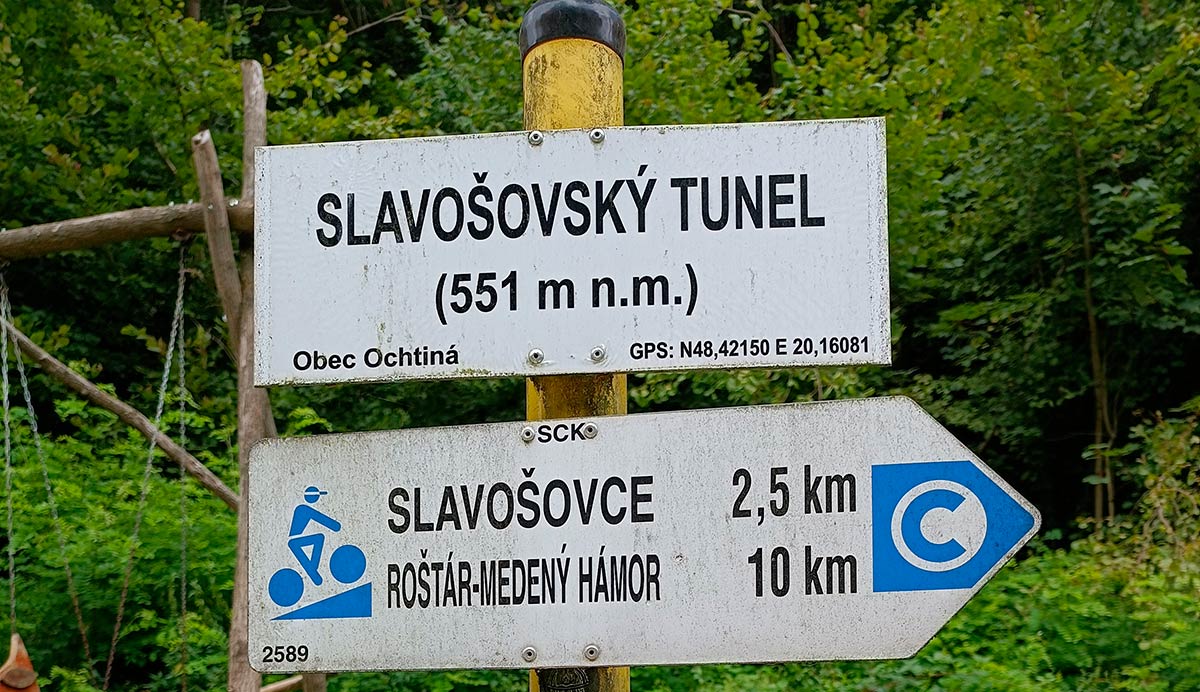 SLAVOŠOVSKÝ TUNEL
(551 m n.m.)
Obec Ochtiná GPS: N48,42150 E 20,16081
SCK
SLAVOŠOVCE 2,5 km
ROŠTÁR-MEDENÝ HÁMOR 10 km
C
2589